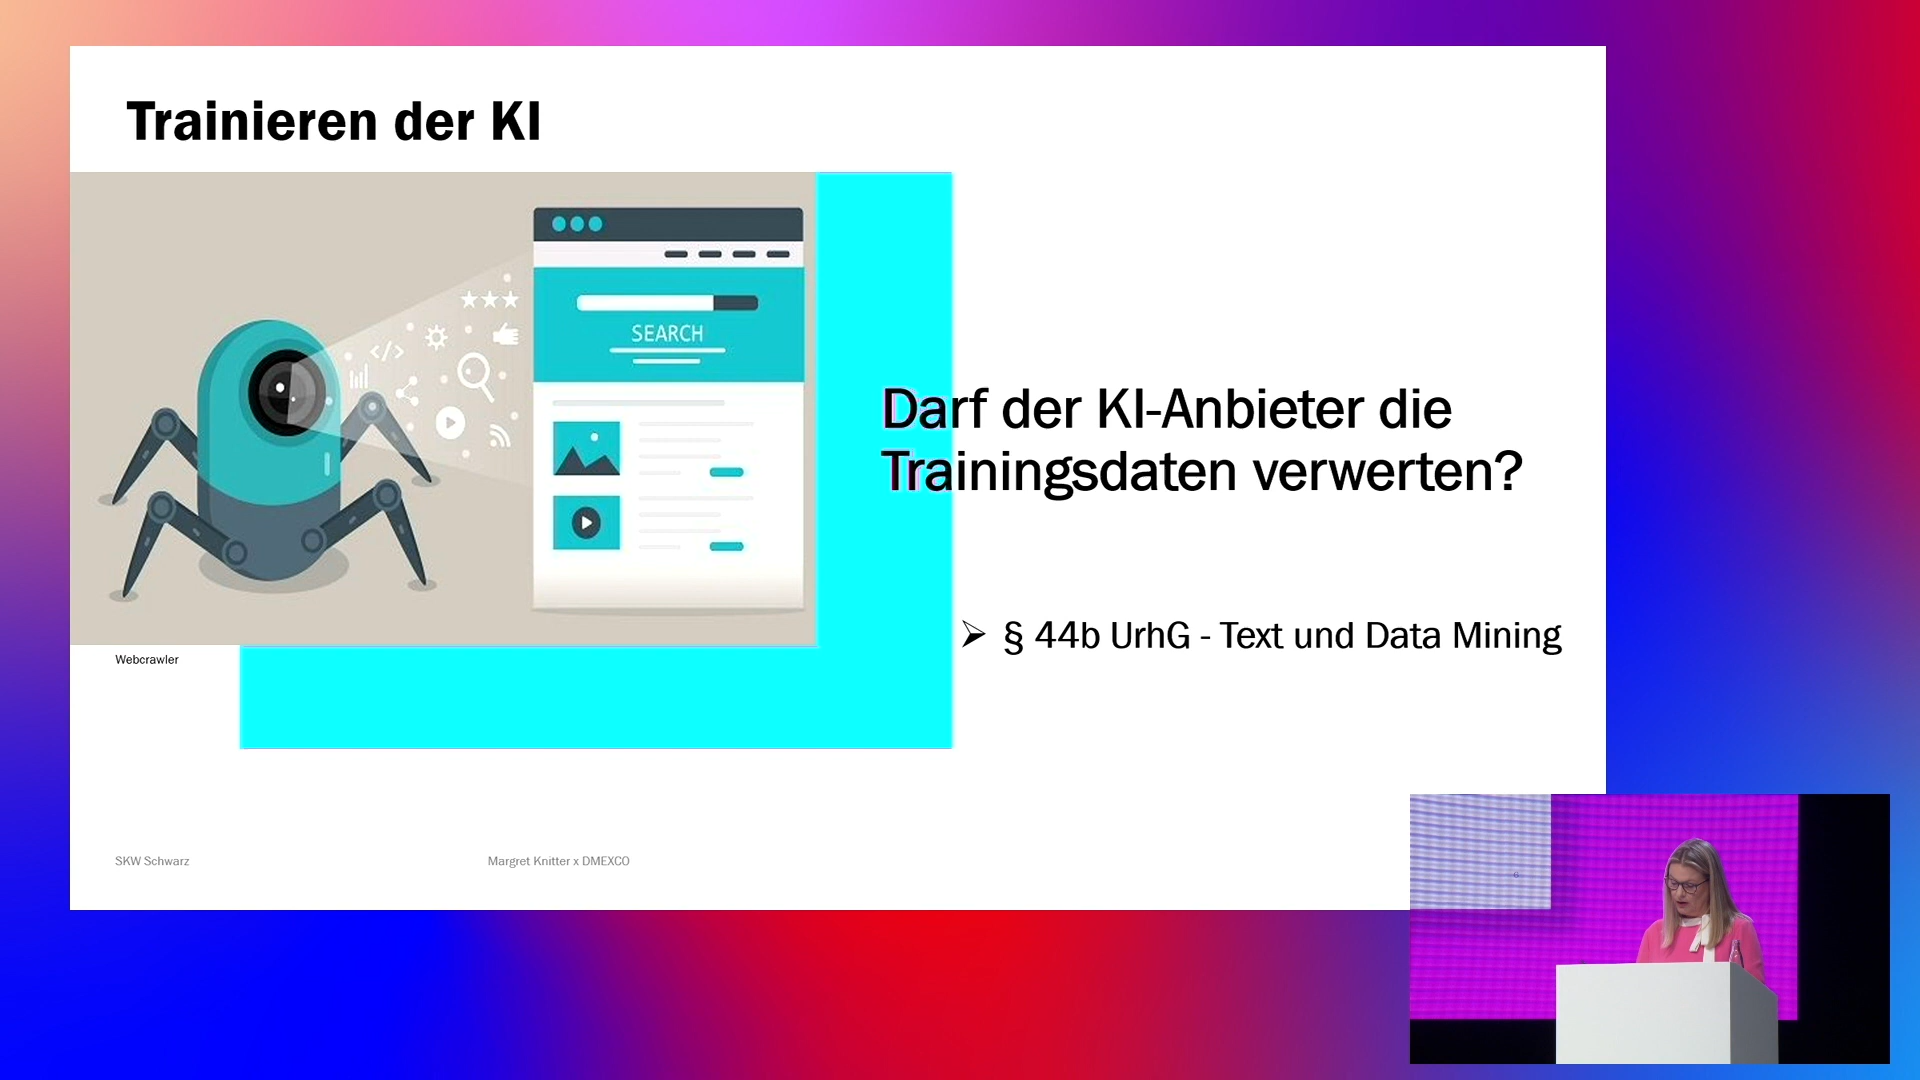 Trainieren der KI
SEARCH
Darf der KI-Anbieter die
Trainingsdaten verwerten?
➢ § 44b UrhG - Text und Data Mining
Webcrawler
SKW Schwarz
Margret Knitter x DMEXCO
6